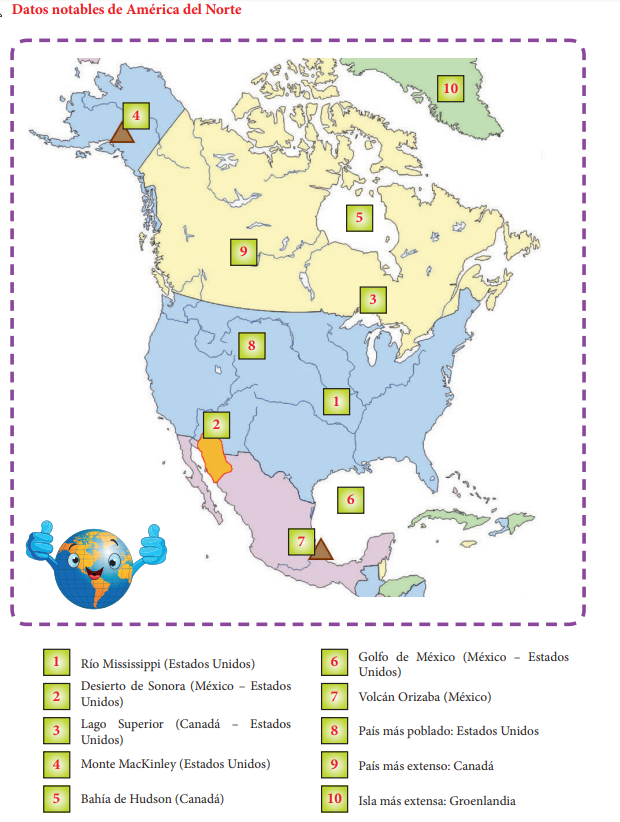 Datos notables de América del Norte
10
4
5
9
3
8
1
2
6
7
1 Río Mississippi (Estados Unidos)
2 Desierto de Sonora (México – Estados
Unidos)
3 Lago Superior (Canadá – Estados
Unidos)
4 Monte MacKinley (Estados Unidos)
5 Bahía de Hudson (Canadá)
6 Golfo de México (México – Estados
Unidos)
7 Volcán Orizaba (México)
8 País más poblado: Estados Unidos
9 País más extenso: Canadá
10 Isla más extensa: Groenlandia